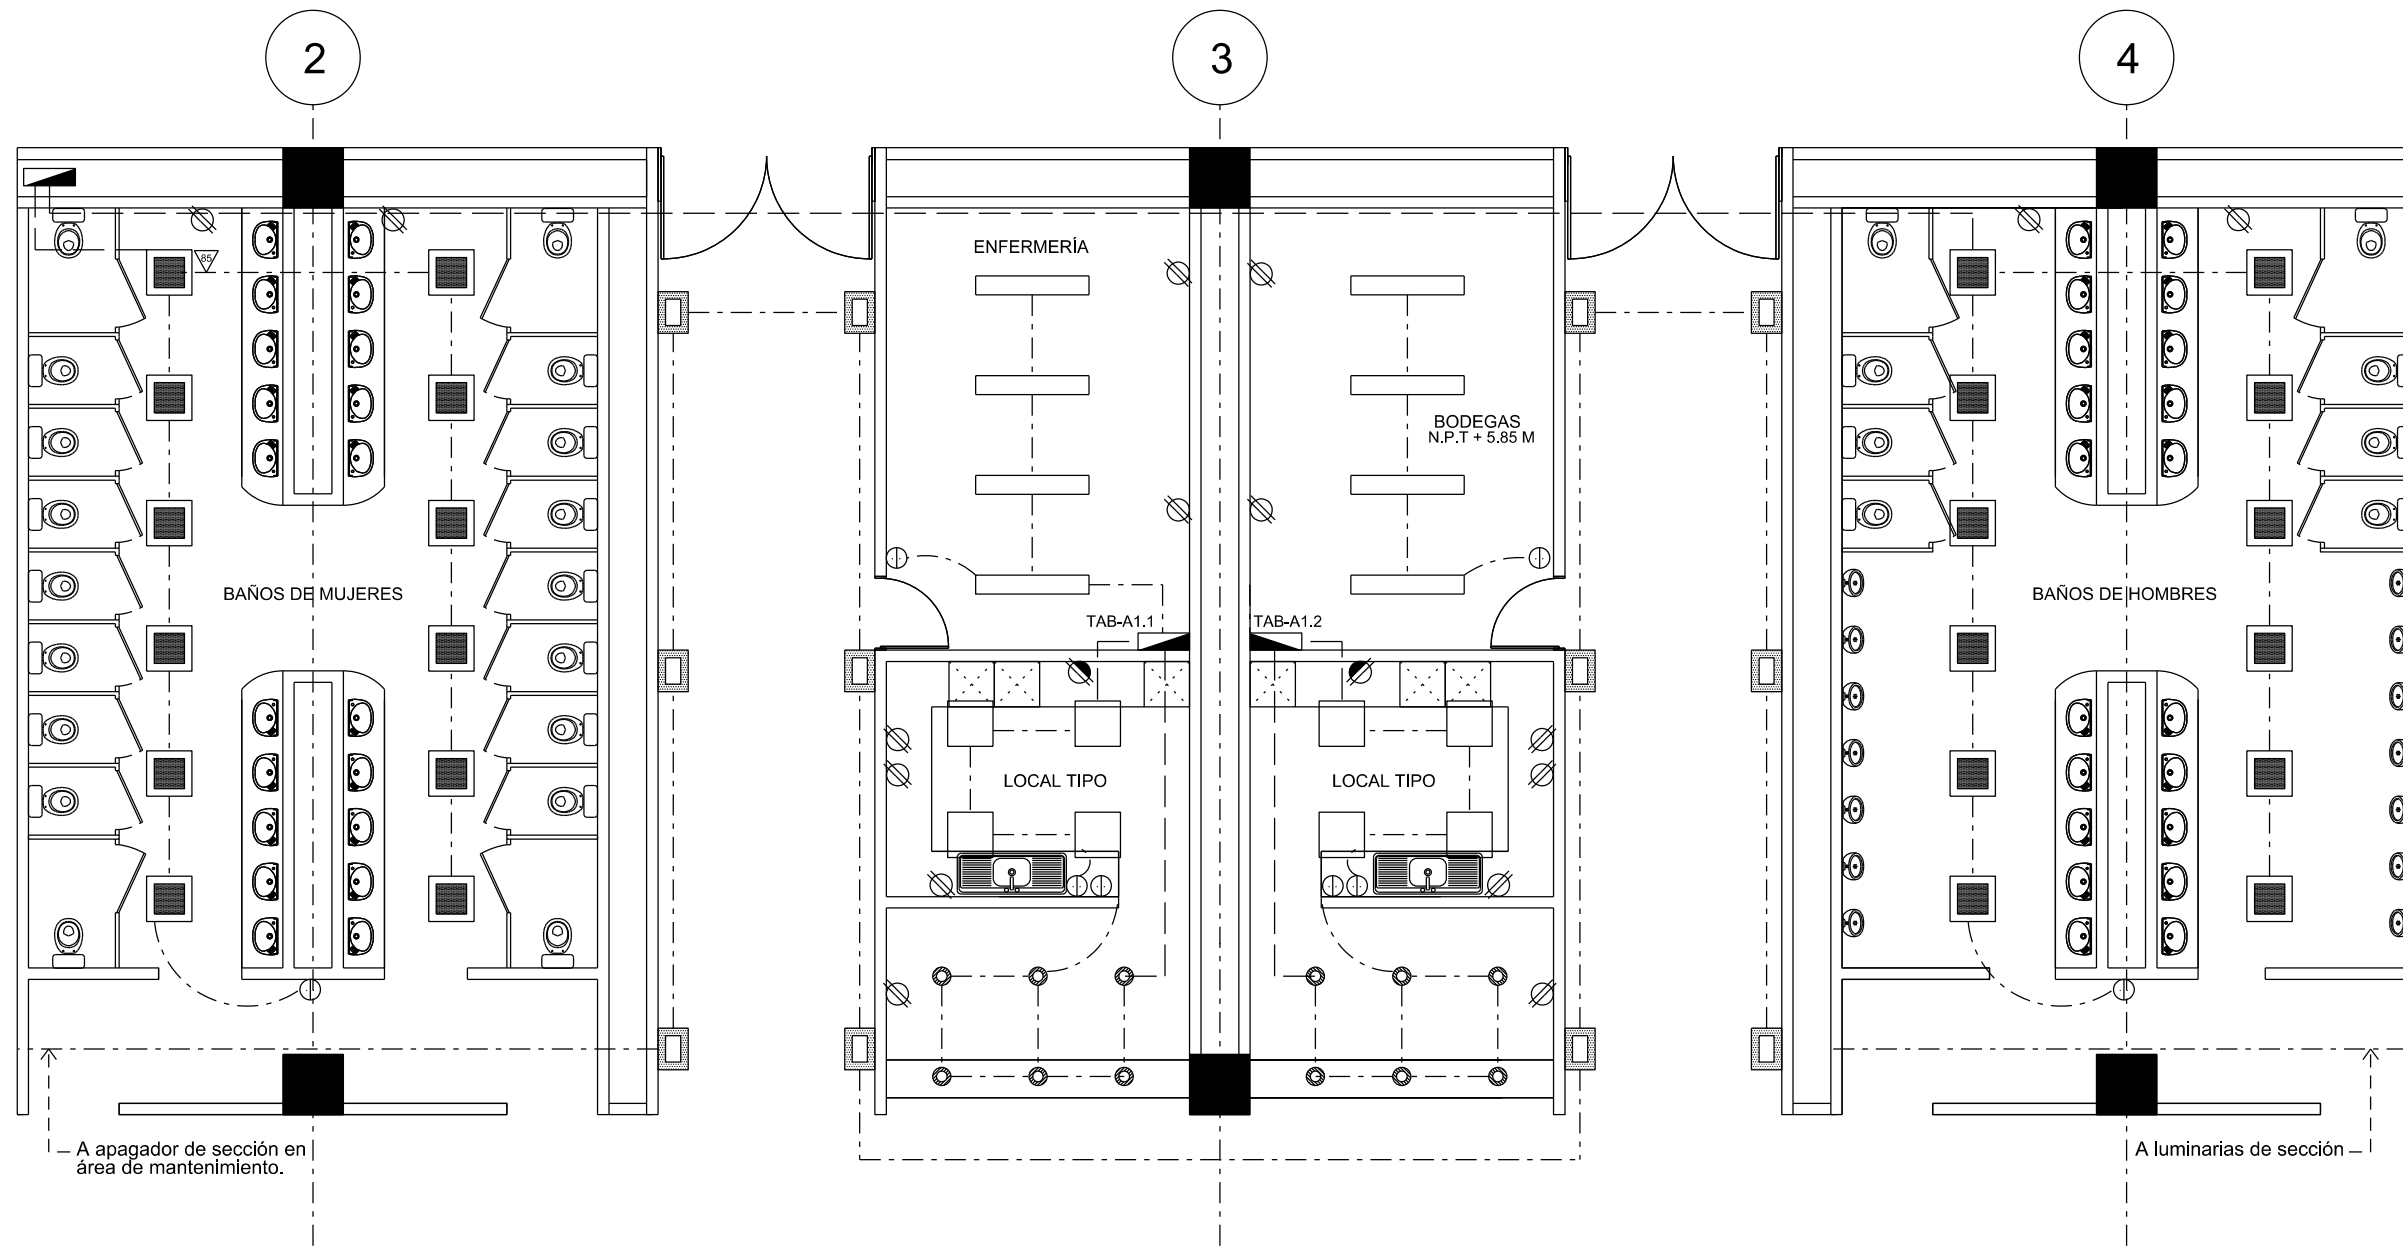 2
3
4
ENFERMERÍA
85
BODEGAS
N.P.T + 5.85 M
BAÑOS DE MUJERES
BAÑOS DE HOMBRES
TAB-A1.1
TAB-A1.2
LOCAL TIPO
LOCAL TIPO
A apagador de sección en
área de mantenimiento.
A luminarias de sección